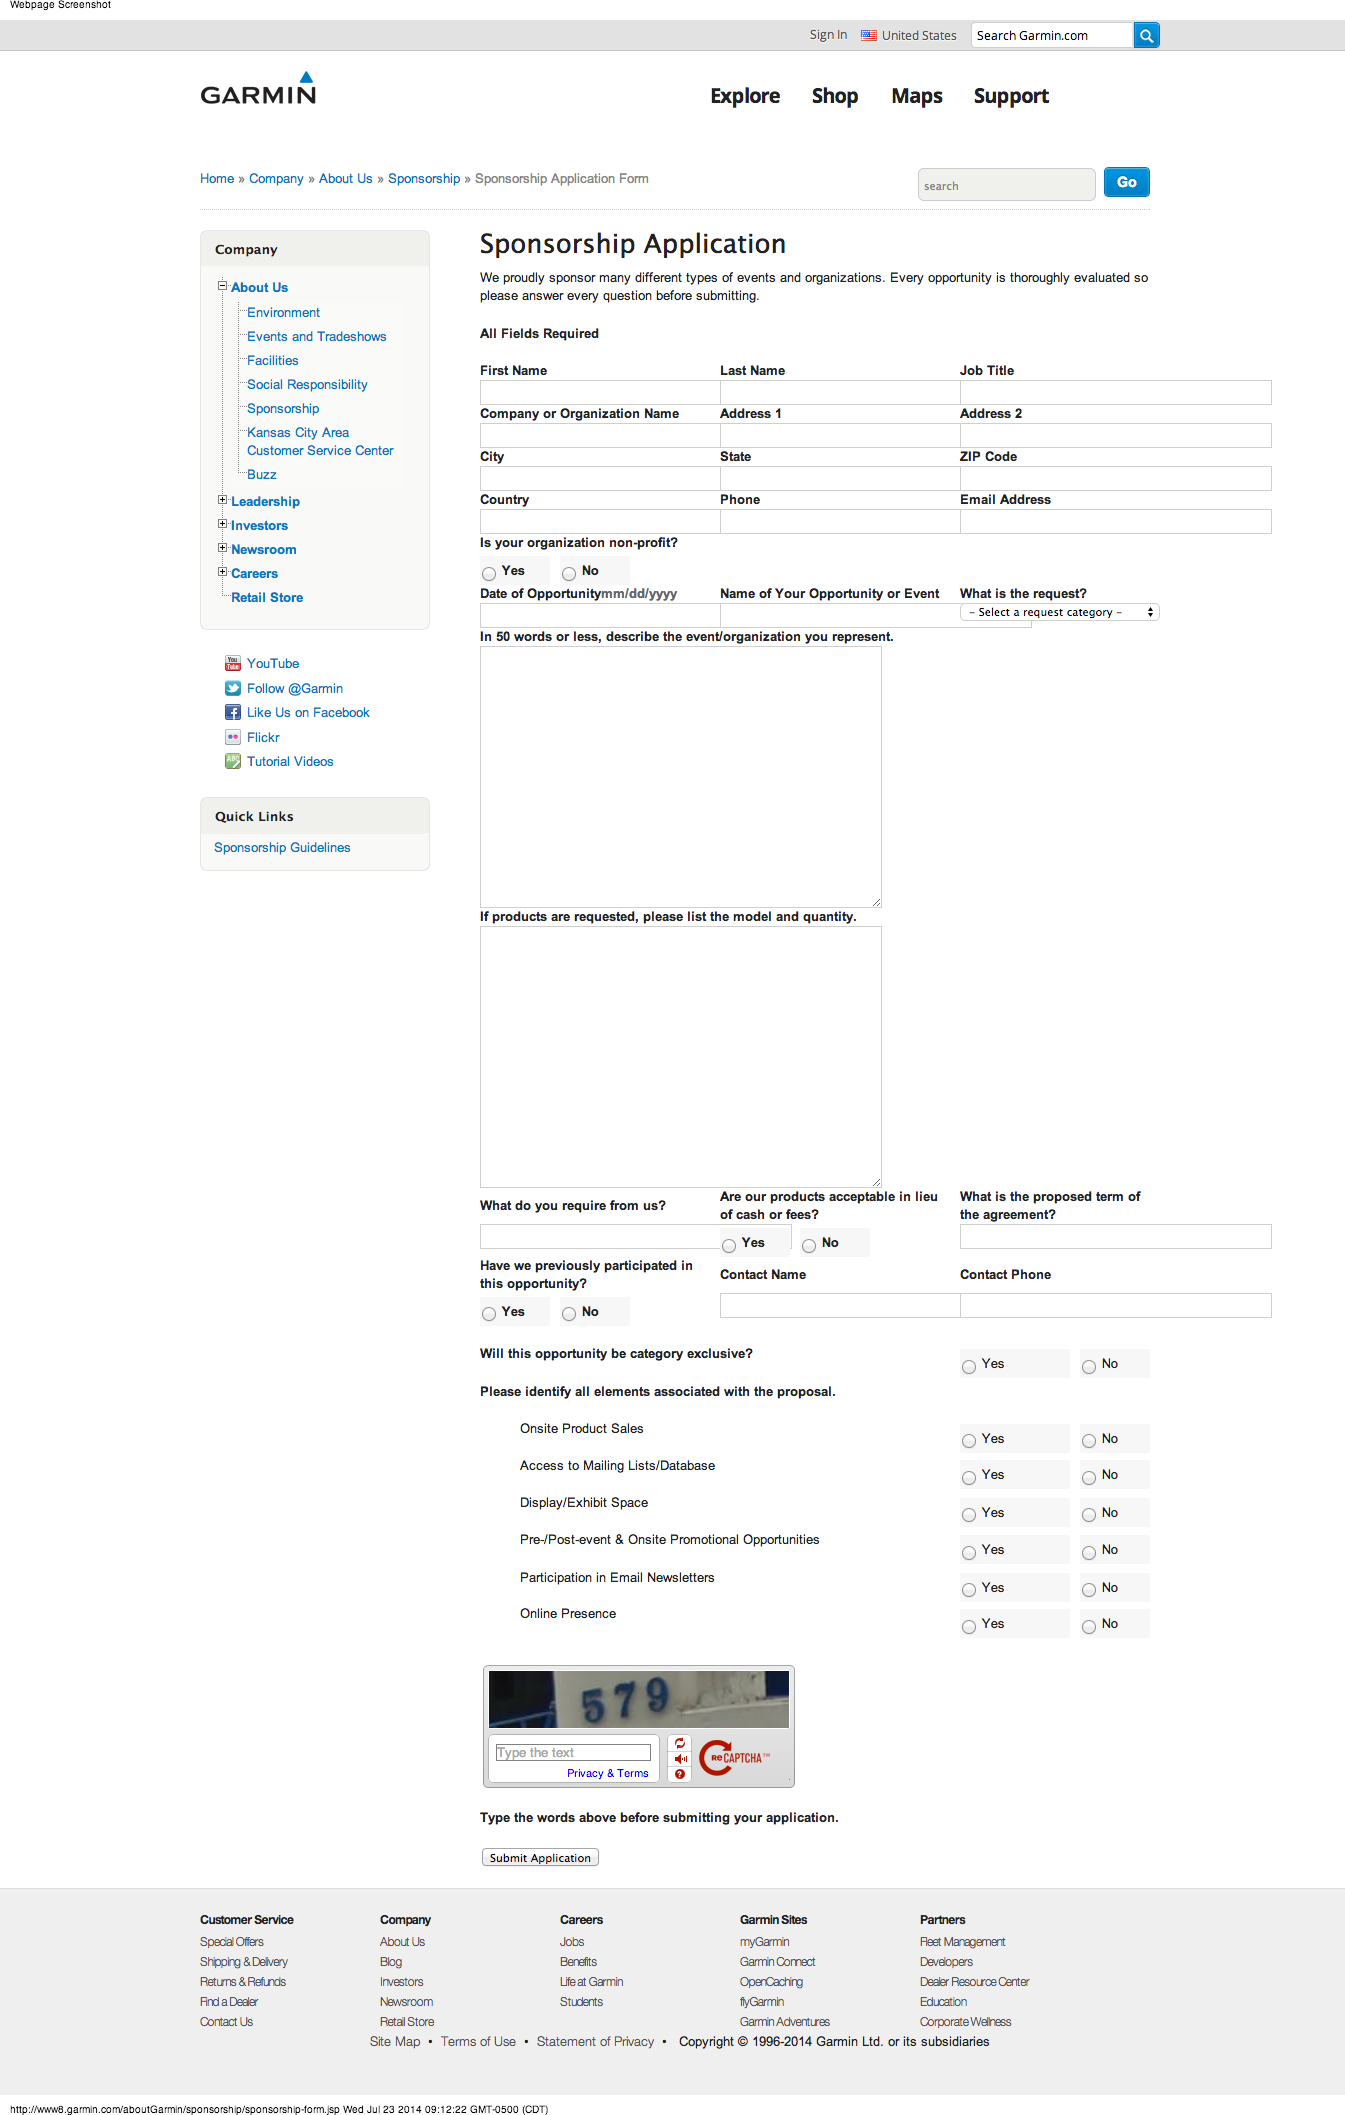 Webpage Screenshot
Sign In United States Search Garmin.com
GARMIN
Explore Shop Maps Support
Home » Company » About Us » Sponsorship » Sponsorship Application Form
search Go
Company
About Us
Environment
Events and Tradeshows
Facilities
Social Responsibility
Sponsorship
Kansas City Area
Customer Service Center
Buzz
Leadership
Investors
Newsroom
Careers
Retail Store
YouTube
Follow @Garmin
Like Us on Facebook
Flickr
Tutorial Videos
Quick Links
Sponsorship Guidelines
Sponsorship Application
We proudly sponsor many different types of events and organizations. Every opportunity is thoroughly evaluated so
please answer every question before submitting.
All Fields Required
First Name Last Name Job Title
Company or Organization Name Address 1 Address 2
City State ZIP Code
Country Phone Email Address
Is your organization non-profit?
Yes No
Date of Opportunitymm/dd/yyyy Name of Your Opportunity or Event What is the request?
- Select a request category -
In 50 words or less, describe the event/organization you represent.
If products are requested, please list the model and quantity.
What do you require from us?
Are our products acceptable in lieu
of cash or fees?
Yes No
What is the proposed term of
the agreement?
Have we previously participated in
this opportunity?
Yes No
Contact Name Contact Phone
Will this opportunity be category exclusive? Yes No
Please identify all elements associated with the proposal.
Onsite Product Sales Yes No
Access to Mailing Lists/Database Yes No
Display/Exhibit Space Yes No
Pre-/Post-event & Onsite Promotional Opportunities Yes No
Participation in Email Newsletters Yes No
Online Presence Yes No
579
Type the text
Privacy & Terms
reCAPTCHA™
Type the words above before submitting your application.
Submit Application
Customer Service Company Careers Garmin Sites Partners
Special Offers About Us Jobs myGarmin Fleet Management
Shipping & Delivery Blog Benefits Garmin Connect Developers
Returns & Refunds Investors Life at Garmin OpenCaching Dealer Resource Center
Find a Dealer Newsroom Students flyGarmin Education
Contact Us Retail Store Garmin Adventures Corporate Wellness
Site Map • Terms of Use • Statement of Privacy • Copyright © 1996-2014 Garmin Ltd. or its subsidiaries
http://www8.garmin.com/aboutGarmin/sponsorship/sponsorship-form.jsp Wed Jul 23 2014 09:12:22 GMT-0500 (CDT)